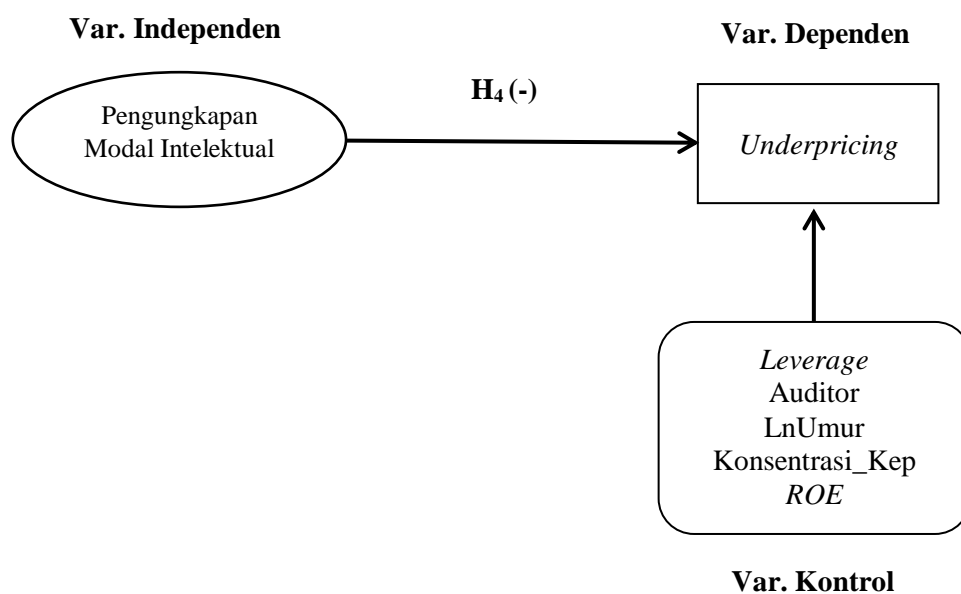 Var. Independen
Var. Dependen
H₄ (-)
Pengungkapan
Modal Intelektual
Underpricing
Leverage
Auditor
LnUmur
Konsentrasi_Kep
ROE
Var. Kontrol